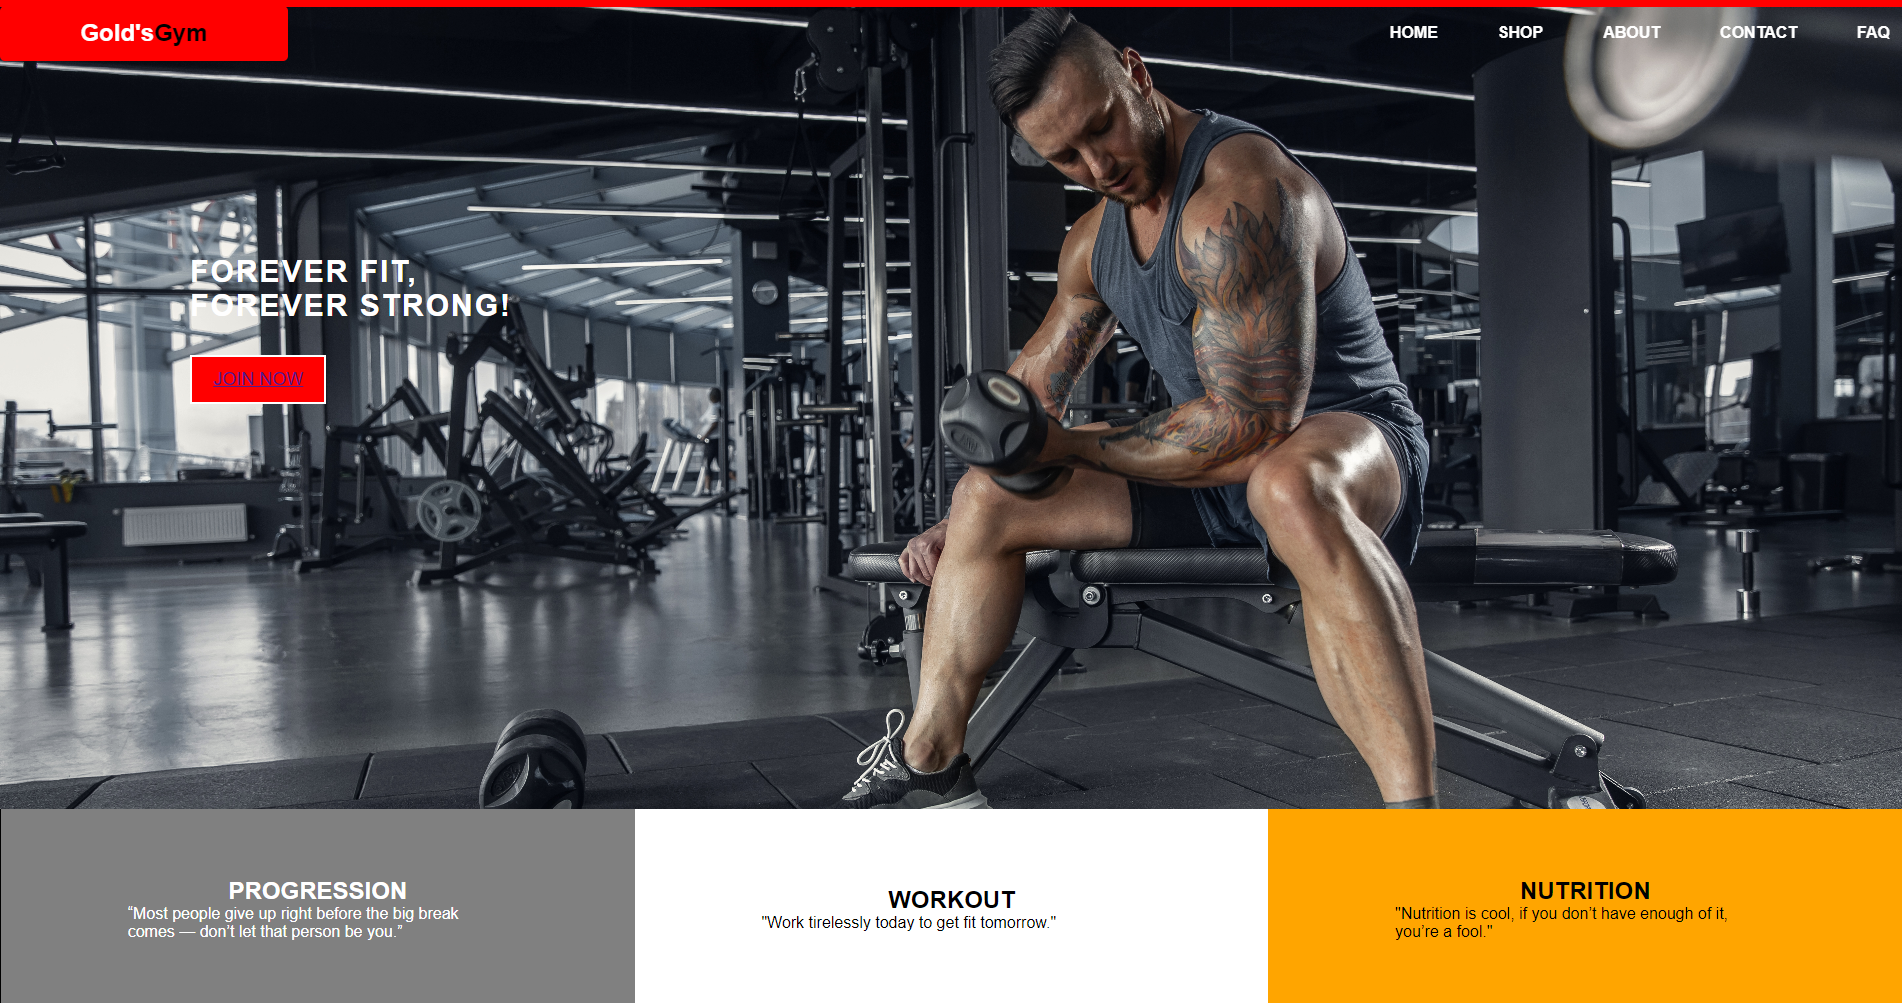 Gold'sGym
HOME SHOP ABOUT CONTACT FAQ
FOREVER FIT,
FOREVER STRONG!
JOIN NOW
PROGRESSION
“Most people give up right before the big break
comes — don’t let that person be you.”
WORKOUT
"Work tirelessly today to get fit tomorrow."
NUTRITION
"Nutrition is cool, if you don’t have enough of it,
you’re a fool."